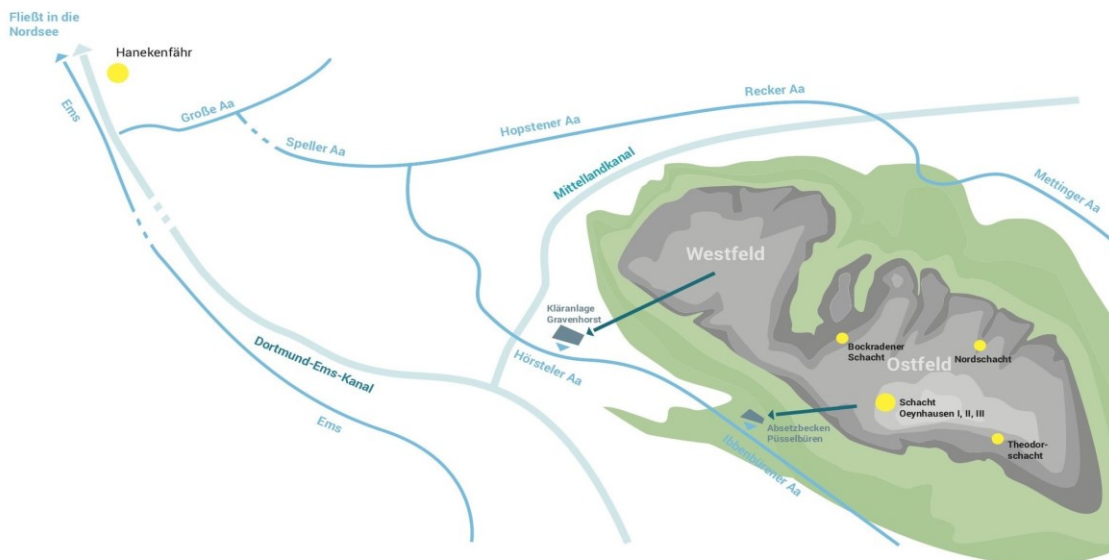 Fließt in die
Nordsee
Hanekenfähr
Ems
Große Aa
Speller Aa
Hopstener Aa
Recker Aa
Mettinger Aa
Mittellandkanal
Westfeld
Kläranlage
Gravenhorst
Hörsteler Aa
Bockradener
Schacht
Nordschacht
Ostfeld
Schacht
Oeynhausen I, II, III
Absetzbecken
Püsselbüren
Theodor-
schacht
Ibbenbürener Aa
Dortmund-Ems-Kanal
Ems